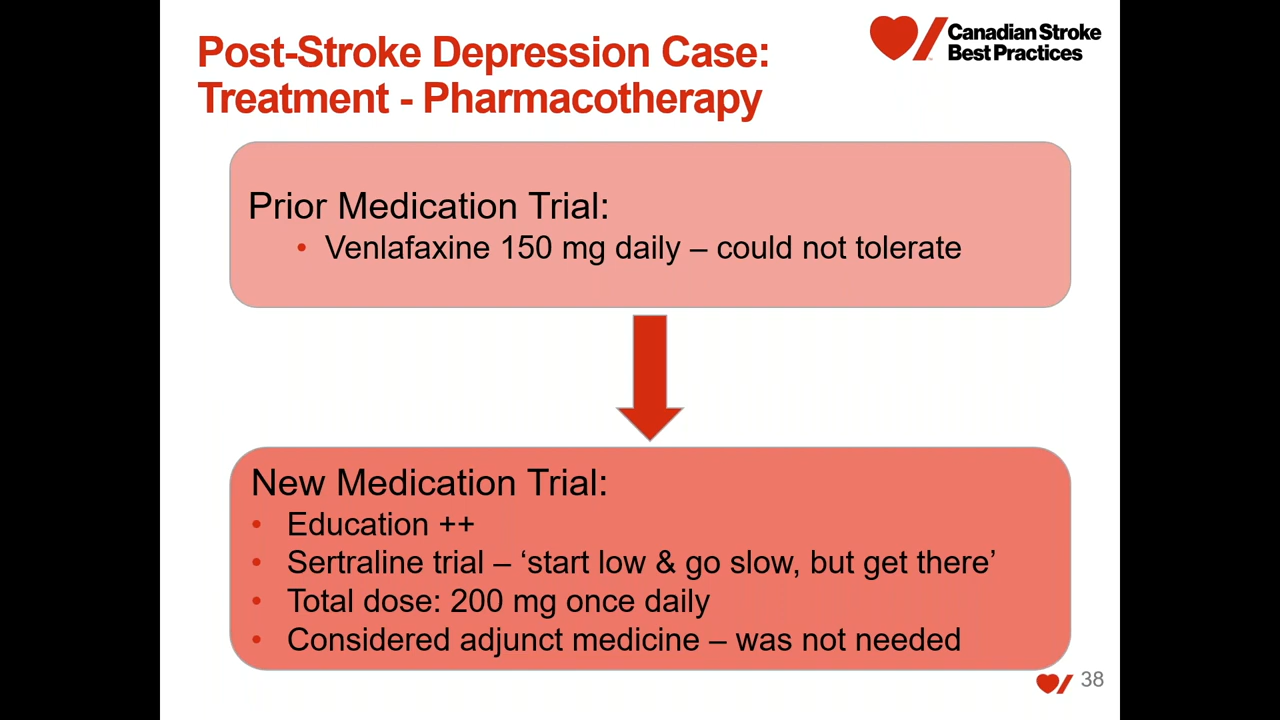 Post-Stroke Depression Case:
Treatment - Pharmacotherapy
Canadian Stroke
Best Practices
Prior Medication Trial:
• Venlafaxine 150 mg daily – could not tolerate
New Medication Trial:
• Education ++
• Sertraline trial – ‘start low & go slow, but get there’
• Total dose: 200 mg once daily
• Considered adjunct medicine – was not needed
38